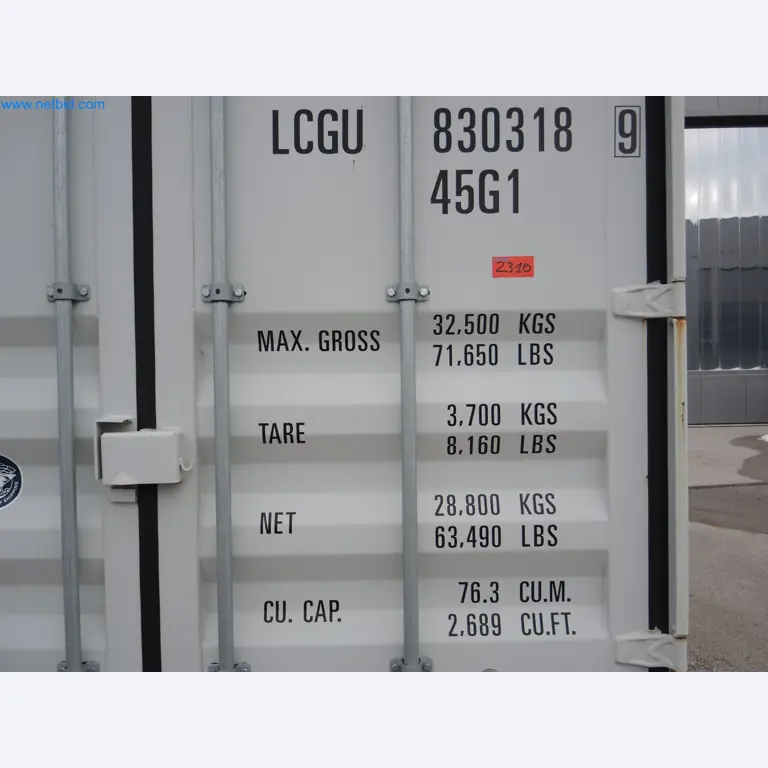 www.netbid.com
LCGU 830318 9
45G1
2310
MAX. GROSS 32,500 KGS
71,650 LBS
TARE 3,700 KGS
8,160 LBS
NET 28,800 KGS
63,490 LBS
CU. CAP. 76.3 CU.M.
2,689 CU.FT.